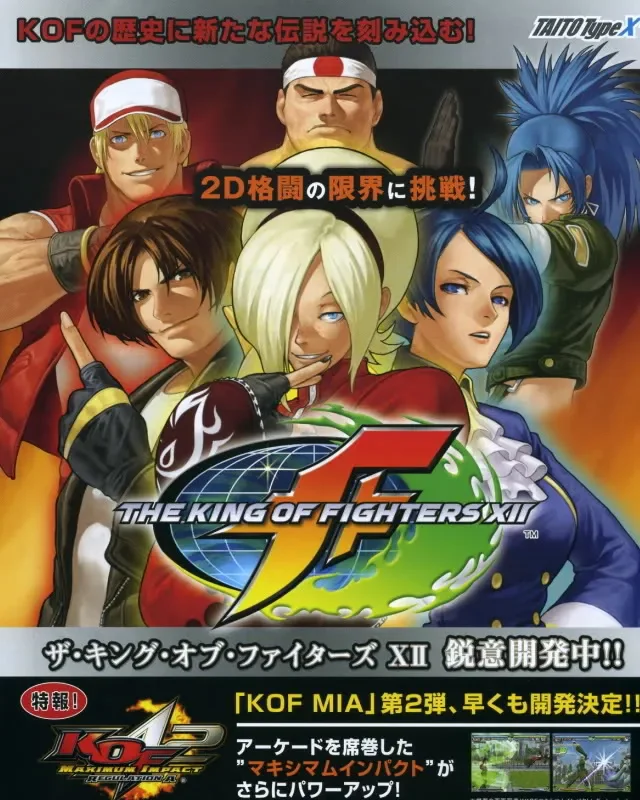 KOFの歴史に新たな伝説を刻み込む!
TAITO Type X
2D格闘の限界に挑戦!
THE KING OF FIGHTERS XII
TM
ザ・キング・オブ・ファイターズ XII 鋭意開発中!!
特報!
「KOF MIA」第2弾、早くも開発決定!!
KOF
MAXIMUM IMPACT
REGULATION "A"
アーケードを席巻した
"マキシマムインパクト"が
さらにパワーアップ!